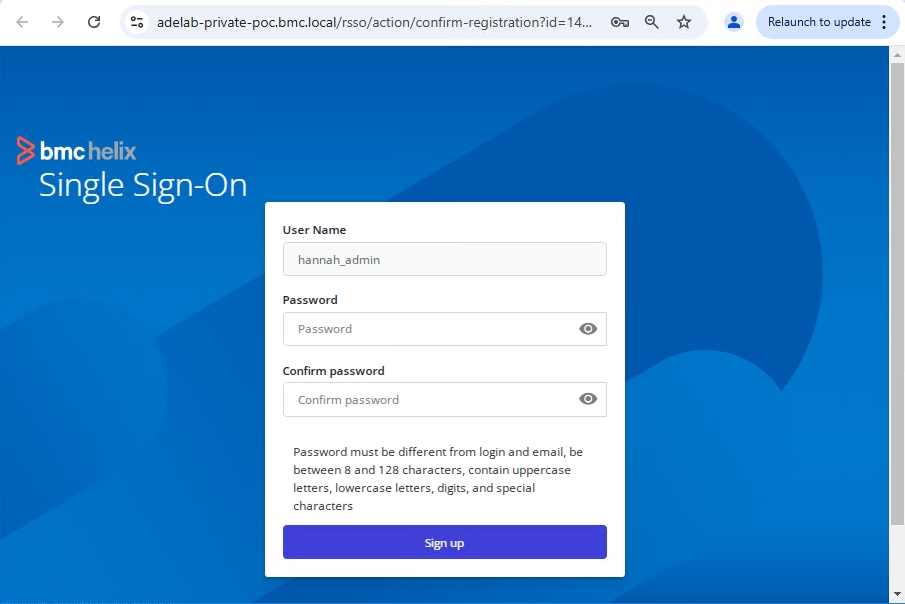 adelab-private-poc.bmc.local/rsso/action/confirm-registration?id=14...
Relaunch to update
bmc helix
Single Sign-On
User Name
hannah_admin
Password
Password
Confirm password
Confirm password
Password must be different from login and email, be
between 8 and 128 characters, contain uppercase
letters, lowercase letters, digits, and special
characters
Sign up